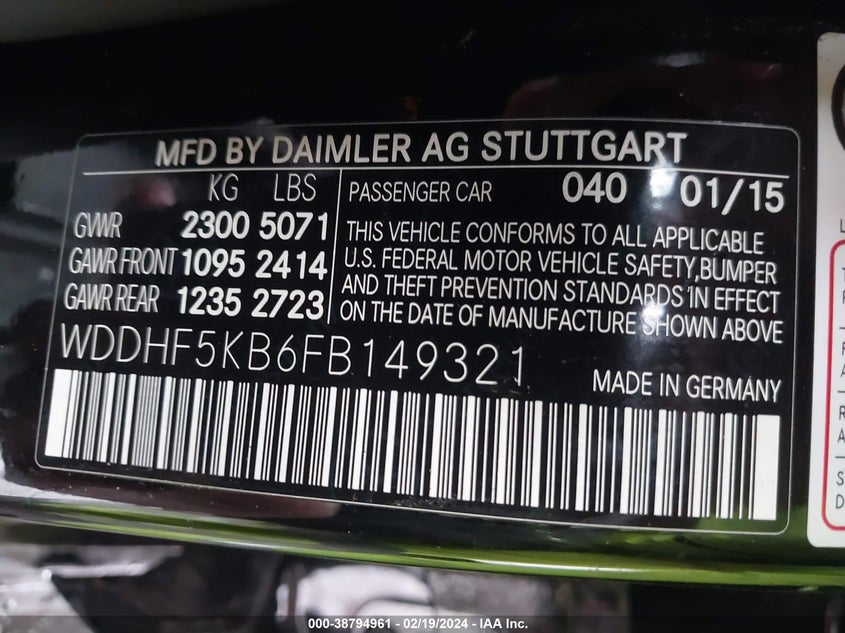 MFD BY DAIMLER AG STUTTGART
KG LBS
GVWR 2300 5071
GAWR FRONT 1095 2414
GAWR REAR 1235 2723
PASSENGER CAR 040 01/15
THIS VEHICLE CONFORMS TO ALL APPLICABLE
U.S. FEDERAL MOTOR VEHICLE SAFETY,BUMPER
AND THEFT PREVENTION STANDARDS IN EFFECT
ON THE DATE OF MANUFACTURE SHOWN ABOVE
WDDHF5KB6FB149321
MADE IN GERMANY
000-38794961 - 02/19/2024 - IAA Inc.